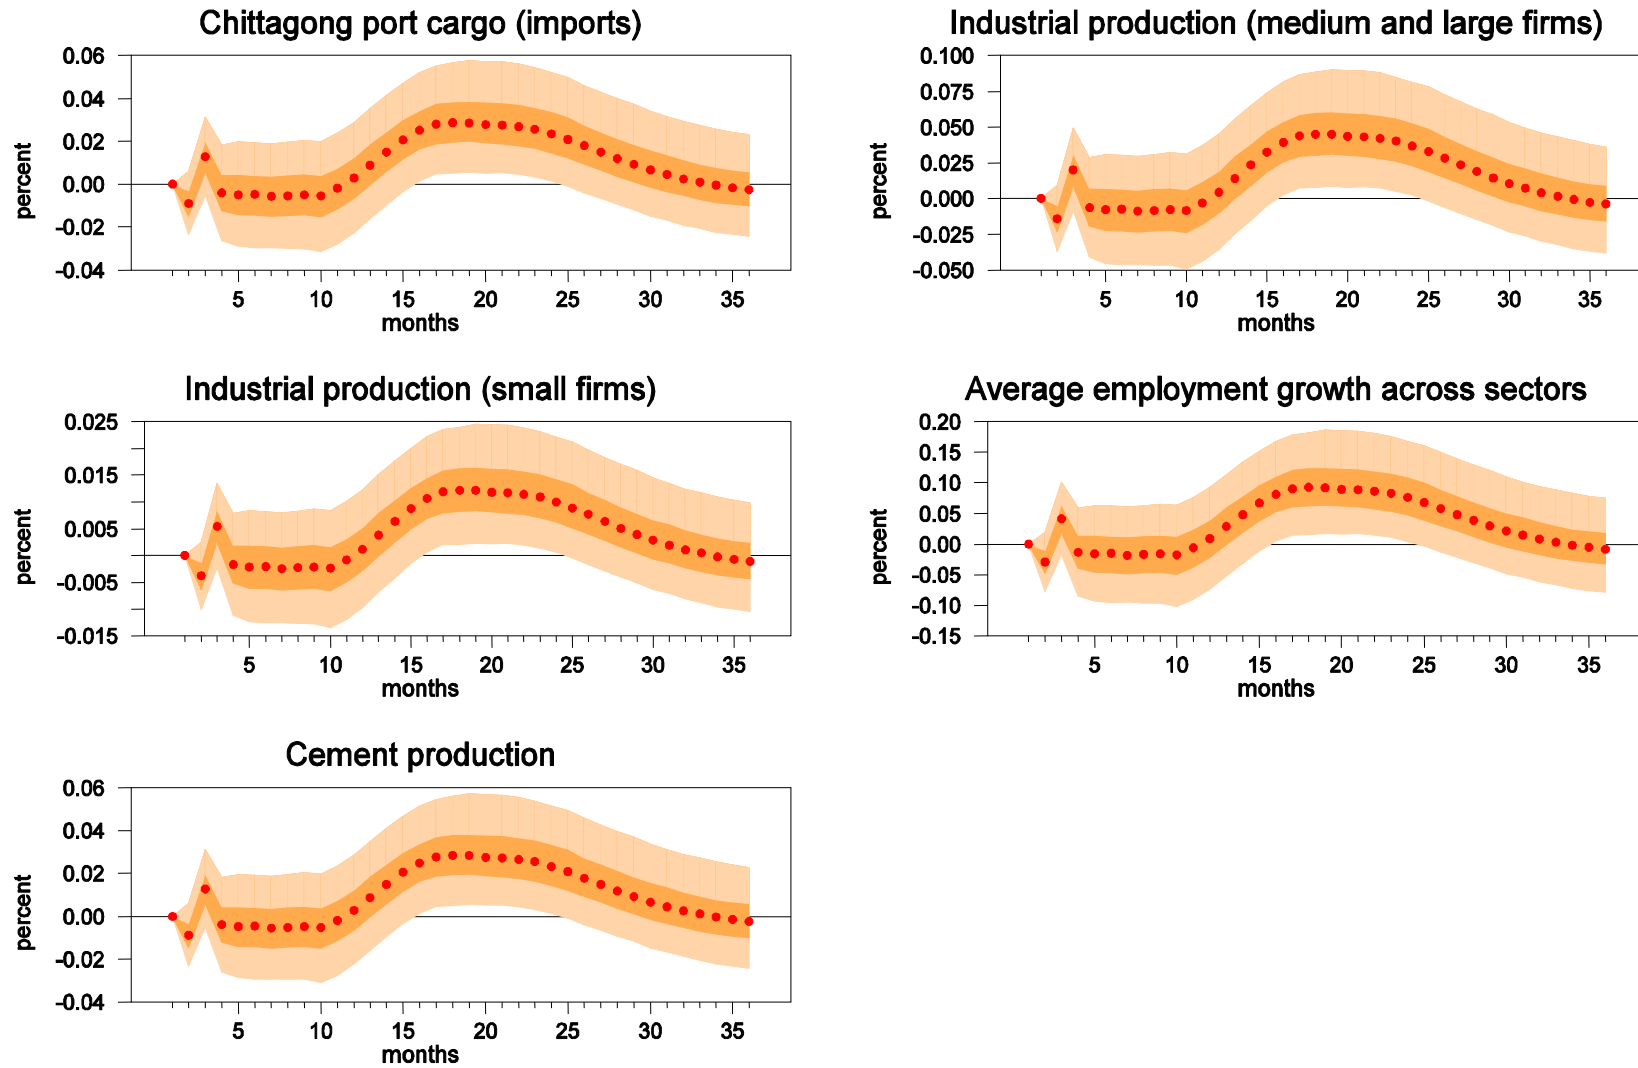 Chittagong port cargo (imports)
0.06
0.04
0.02
0.00
-0.02
-0.04
percent
5 10 15 20 25 30 35
months
Industrial production (medium and large firms)
0.100
0.075
0.050
0.025
0.000
-0.025
-0.050
percent
5 10 15 20 25 30 35
months
Industrial production (small firms)
0.025
0.015
0.005
-0.005
-0.015
percent
5 10 15 20 25 30 35
months
Average employment growth across sectors
0.20
0.15
0.10
0.05
0.00
-0.05
-0.10
-0.15
percent
5 10 15 20 25 30 35
months
Cement production
0.06
0.04
0.02
0.00
-0.02
-0.04
percent
5 10 15 20 25 30 35
months